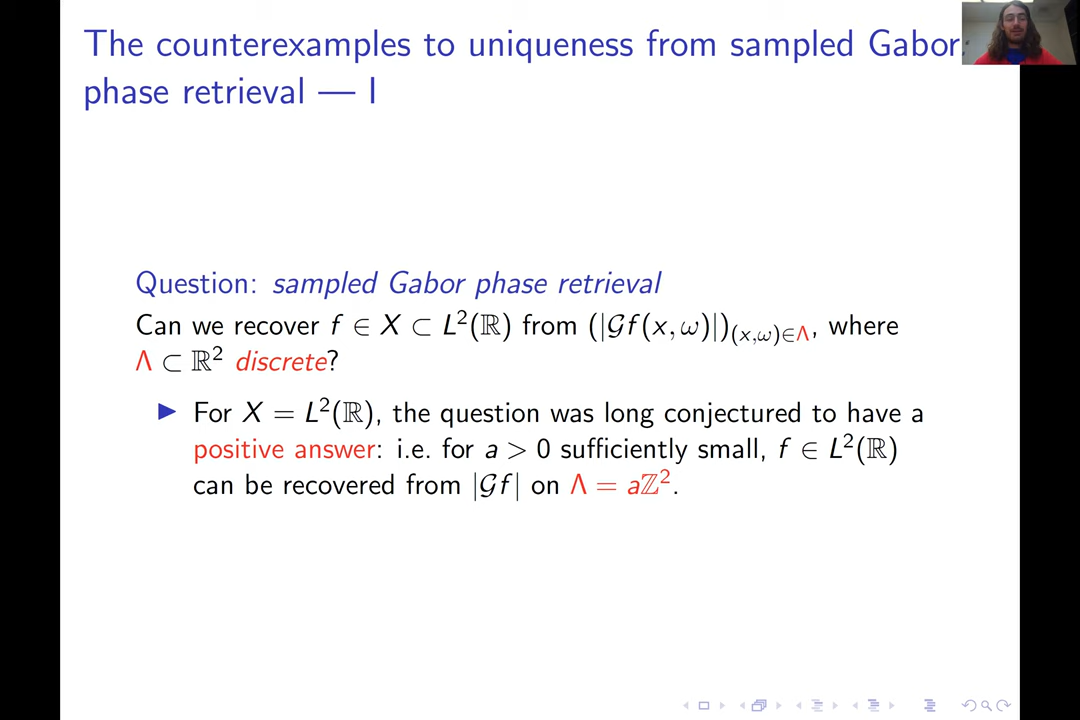 The counterexamples to uniqueness from sampled Gabor
phase retrieval — I
Question: sampled Gabor phase retrieval
Can we recover f ∈ X ⊂ L²(ℝ) from (|𝒢f(x, ω)|)₍ₓ,ω₎∈Λ, where
Λ ⊂ ℝ² discrete?
▶ For X = L²(ℝ), the question was long conjectured to have a
positive answer: i.e. for a > 0 sufficiently small, f ∈ L²(ℝ)
can be recovered from |𝒢f| on Λ = aℤ².